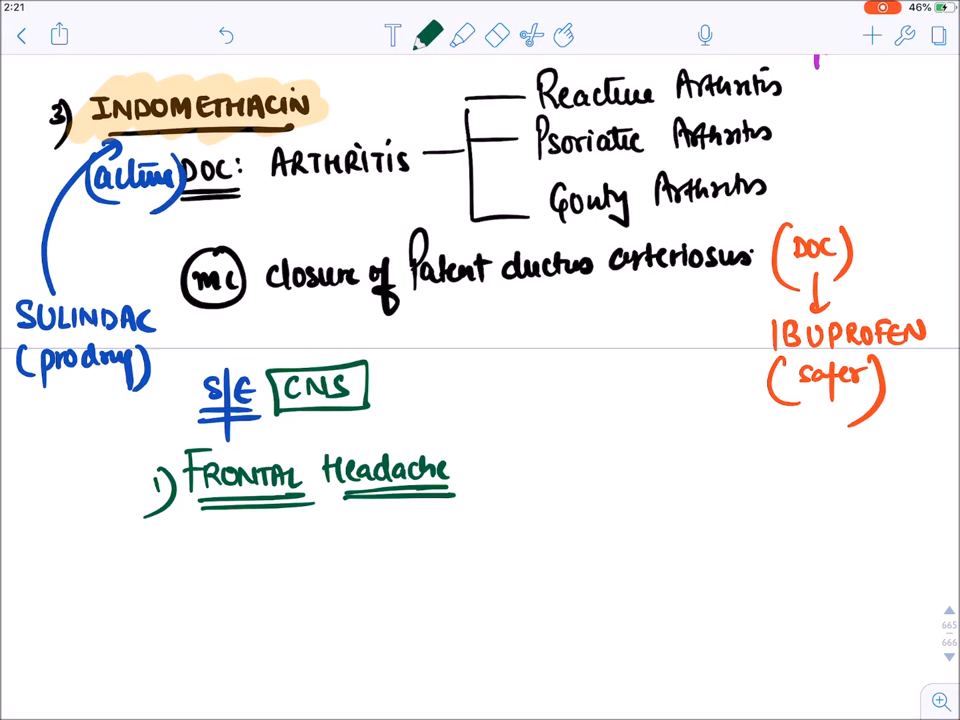 2:21
46%
3) INDOMETHACIN
Reactive Arthritis
Psoriatic Arthritis
Gouty Arthritis
(active) DOC: ARTHRITIS
mc closure of Patent ductus arteriosus.
(DOC)
IBUPROFEN
(safer)
SULINDAC
(prodrug)
S/E CNS
1) FRONTAL Headache
665
666